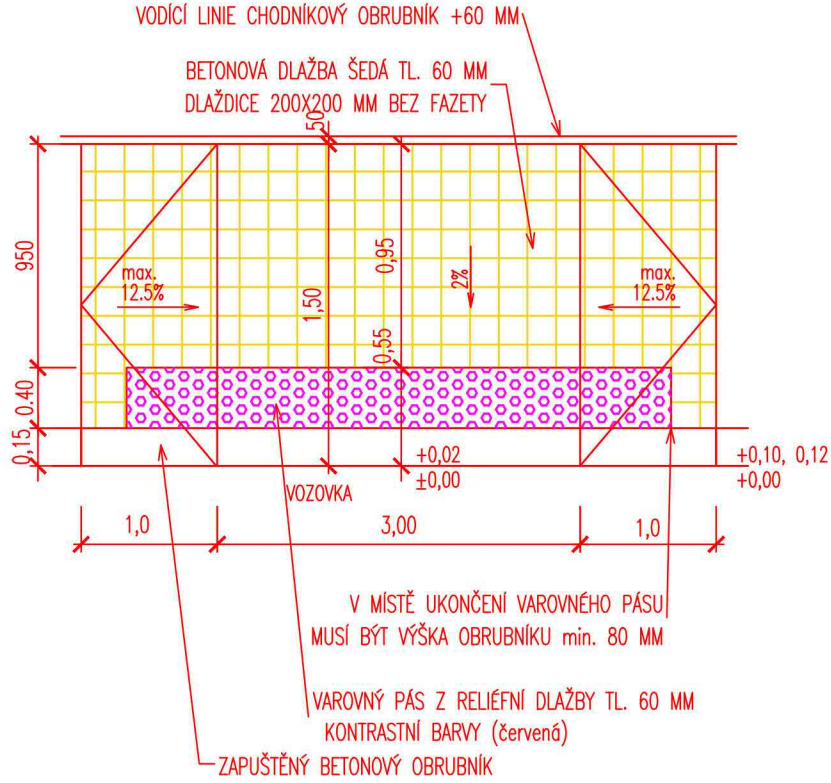 VODÍCÍ LINIE CHODNÍKOVÝ OBRUBNÍK +60 MM
BETONOVÁ DLAŽBA ŠEDÁ TL. 60 MM
DLAŽDICE 200X200 MM BEZ FAZETY
50
950
0,15
0.40
max.
12.5%
1,50
0,95
0,55
2%
max.
12.5%
+0,02
±0,00
VOZOVKA
+0,10, 0,12
+0,00
1,0
3,00
1,0
V MÍSTĚ UKONČENÍ VAROVNÉHO PÁSU
MUSÍ BÝT VÝŠKA OBRUBNÍKU min. 80 MM
VAROVNÝ PÁS Z RELIÉFNÍ DLAŽBY TL. 60 MM
KONTRASTNÍ BARVY (červená)
ZAPUŠTĚNÝ BETONOVÝ OBRUBNÍK